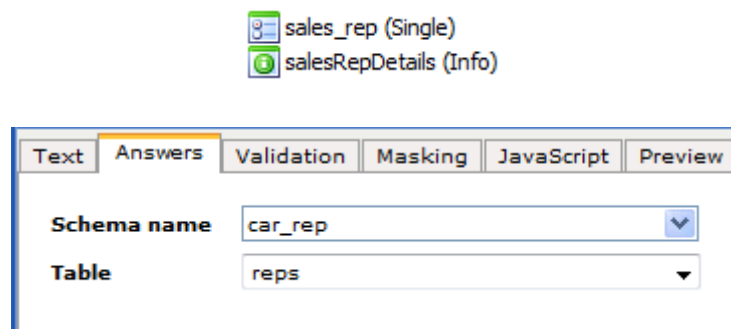 sales_rep (Single)
salesRepDetails (Info)
Text Answers Validation Masking JavaScript Preview
Schema name car_rep
Table reps